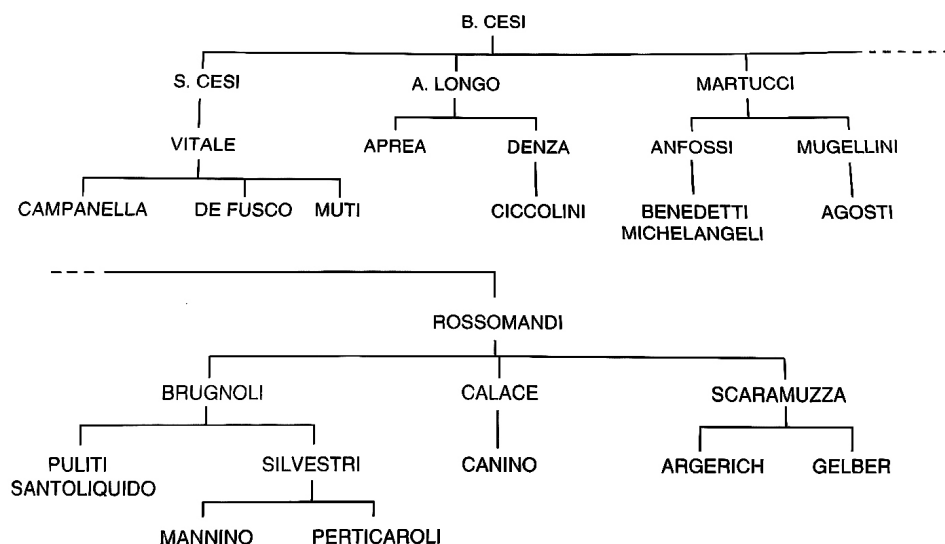 B. CESI
S. CESI A. LONGO MARTUCCI
VITALE APREA DENZA ANFOSSI MUGELLINI
CAMPANELLA DE FUSCO MUTI CICCOLINI BENEDETTI AGOSTI
MICHELANGELI
ROSSOMANDI
BRUGNOLI CALACE SCARAMUZZA
PULITI SILVESTRI CANINO ARGERICH GELBER
SANTOLIQUIDO
MANNINO PERTICAROLI